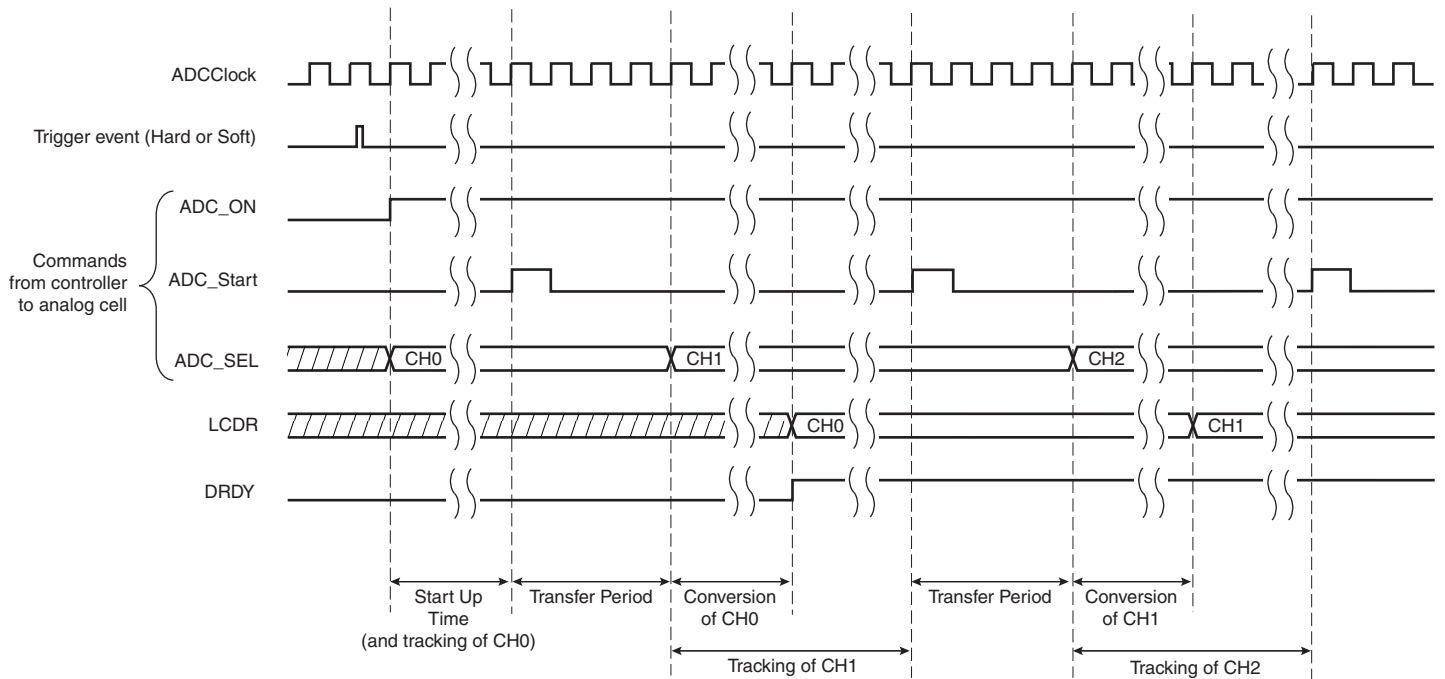 ADCClock
Trigger event (Hard or Soft)
ADC_ON
Commands
from controller
to analog cell
ADC_Start
ADC_SEL
CH0
CH1
CH2
LCDR
CH0
CH1
DRDY
Start Up
Time
(and tracking of CH0)
Transfer Period
Conversion
of CH0
Transfer Period
Conversion
of CH1
Tracking of CH1
Tracking of CH2